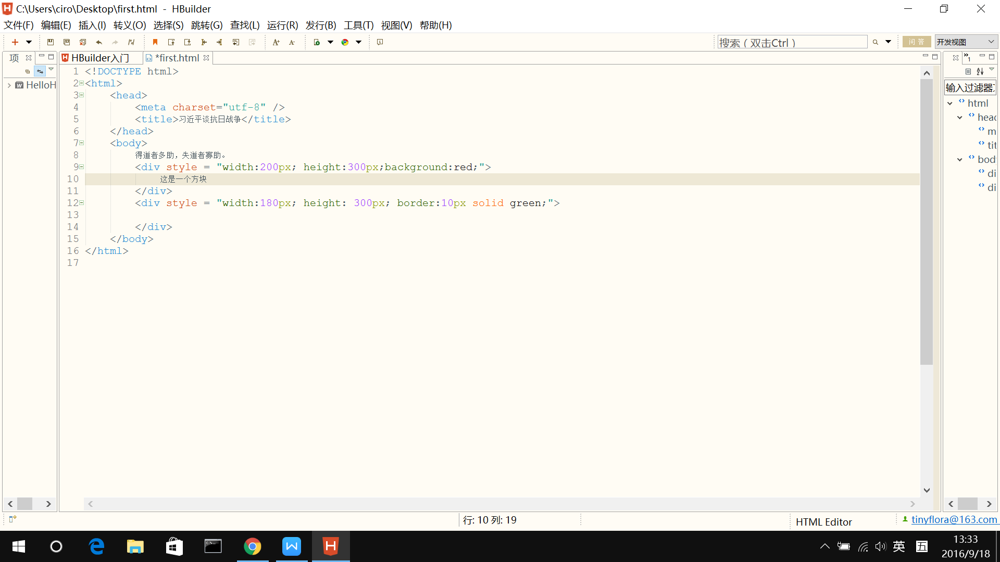 C:\Users\ciro\Desktop\first.html - HBuilder
文件(F) 编辑(E) 插入(I) 转义(O) 选择(S) 跳转(G) 查找(L) 运行(R) 发行(B) 工具(T) 视图(V) 帮助(H)
搜索（双击Ctrl）
问 答
开发视图
项
HBuilder入门
*first.html
HelloH
1 <!DOCTYPE html>
2 <html>
3 <head>
4 <meta charset="utf-8" />
5 <title>习近平谈抗日战争</title>
6 </head>
7 <body>
8 得道者多助，失道者寡助。
9 <div style = "width:200px; height:300px;background:red;">
10 这是一个方块
11 </div>
12 <div style = "width:180px; height: 300px; border:10px solid green;">
13
14 </div>
15 </body>
16 </html>
17
输入过滤器
html
head
m
tit
body
di
di
行: 10 列: 19
HTML Editor
tinyflora@163.com
英
五
13:33
2016/9/18